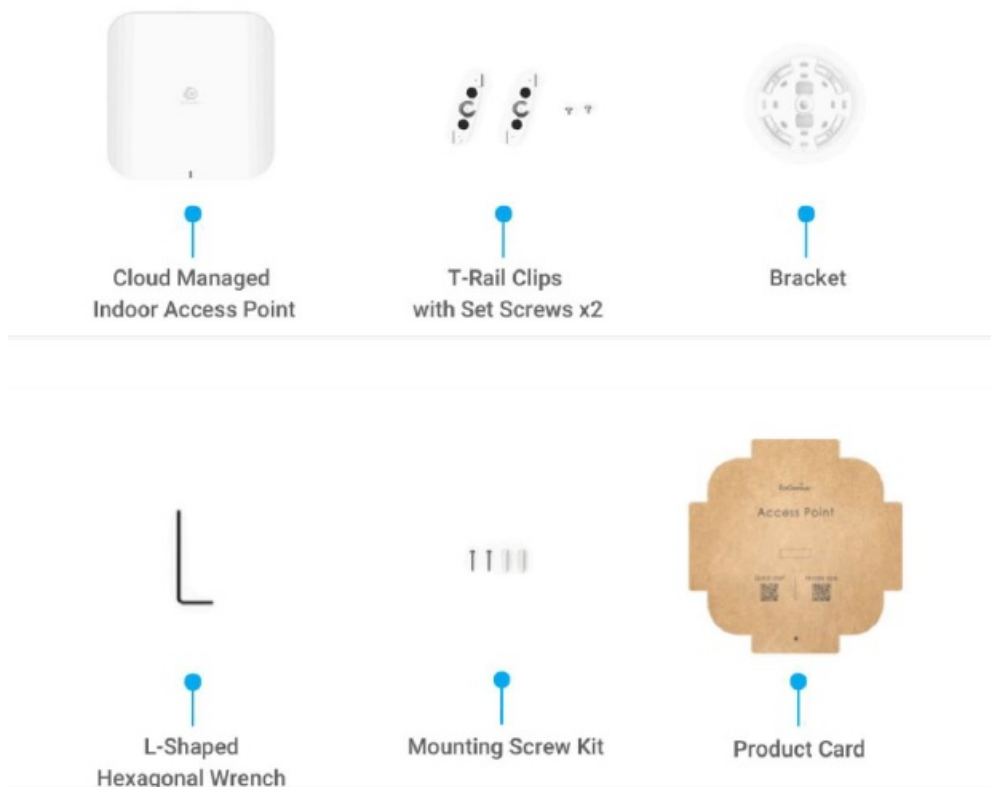 Cloud Managed
Indoor Access Point
T-Rail Clips
with Set Screws x2
Bracket
EnGenius
Access Point
L-Shaped
Hexagonal Wrench
Mounting Screw Kit
Product Card